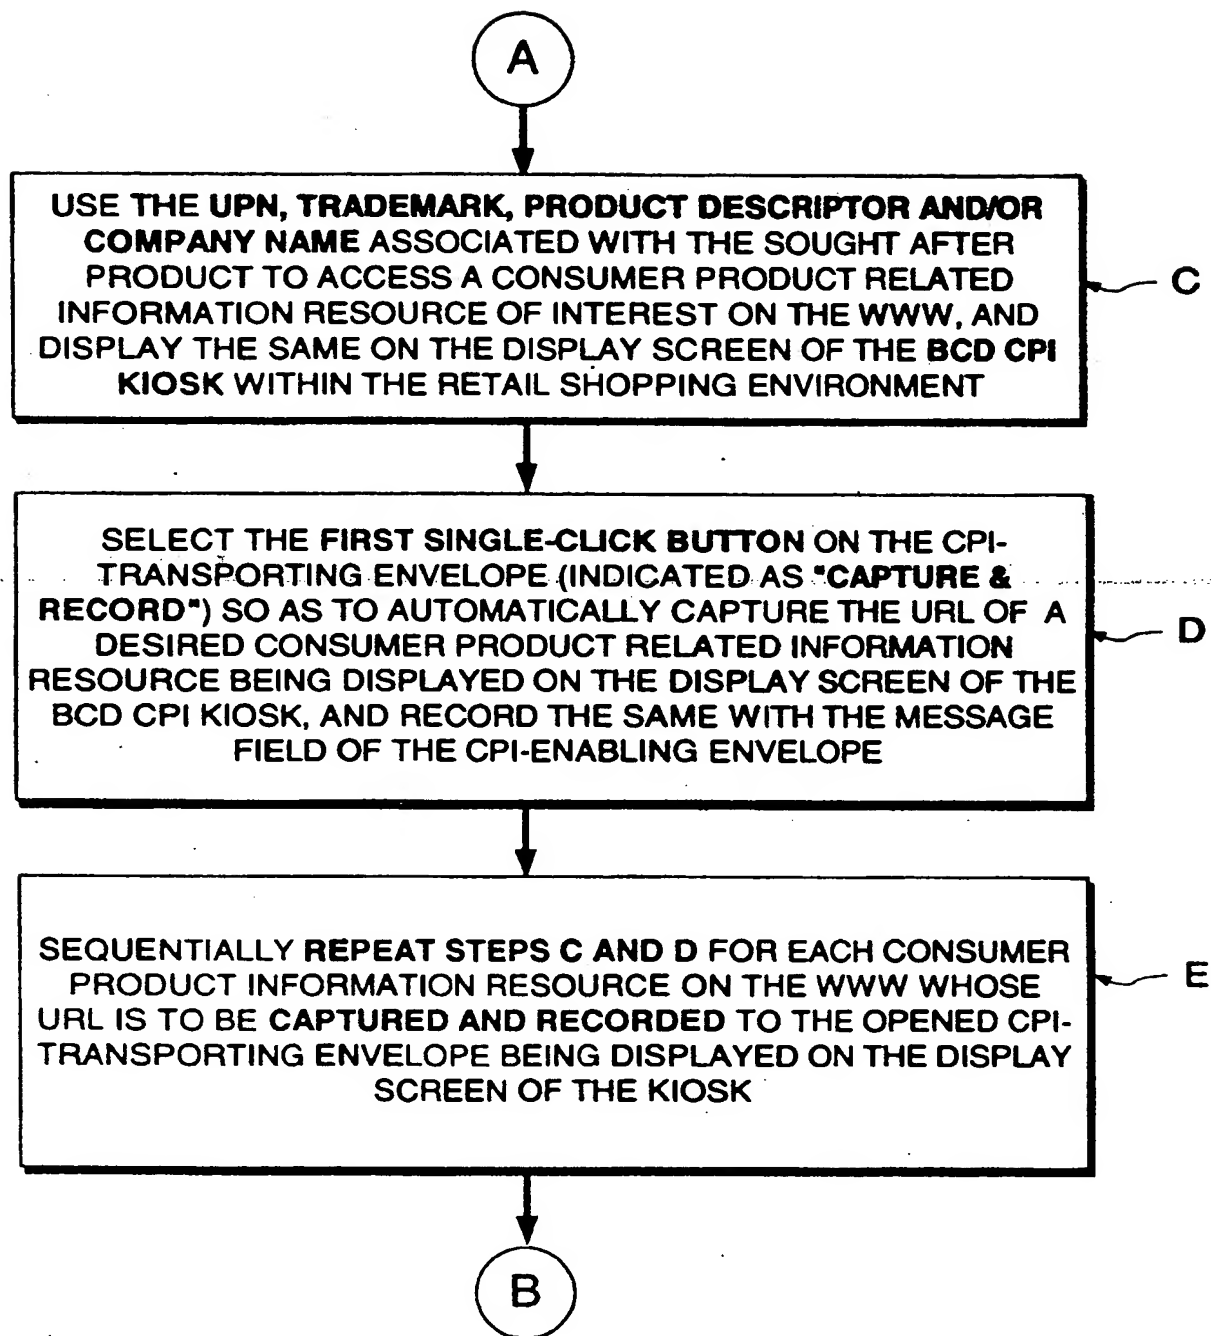 A
USE THE UPN, TRADEMARK, PRODUCT DESCRIPTOR AND/OR
COMPANY NAME ASSOCIATED WITH THE SOUGHT AFTER
PRODUCT TO ACCESS A CONSUMER PRODUCT RELATED
INFORMATION RESOURCE OF INTEREST ON THE WWW, AND
DISPLAY THE SAME ON THE DISPLAY SCREEN OF THE BCD CPI
KIOSK WITHIN THE RETAIL SHOPPING ENVIRONMENT
C
SELECT THE FIRST SINGLE-CLICK BUTTON ON THE CPI-
TRANSPORTING ENVELOPE (INDICATED AS "CAPTURE &
RECORD") SO AS TO AUTOMATICALLY CAPTURE THE URL OF A
DESIRED CONSUMER PRODUCT RELATED INFORMATION
RESOURCE BEING DISPLAYED ON THE DISPLAY SCREEN OF THE
BCD CPI KIOSK, AND RECORD THE SAME WITH THE MESSAGE
FIELD OF THE CPI-ENABLING ENVELOPE
D
SEQUENTIALLY REPEAT STEPS C AND D FOR EACH CONSUMER
PRODUCT INFORMATION RESOURCE ON THE WWW WHOSE
URL IS TO BE CAPTURED AND RECORDED TO THE OPENED CPI-
TRANSPORTING ENVELOPE BEING DISPLAYED ON THE DISPLAY
SCREEN OF THE KIOSK
E
B